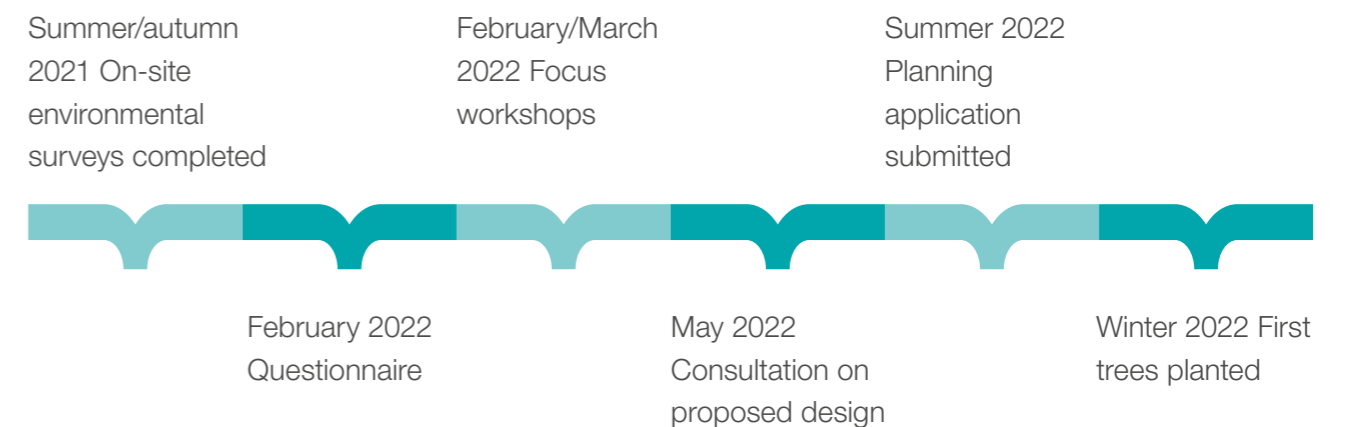 Summer/autumn
2021 On-site
environmental
surveys completed
February 2022
Questionnaire
February/March
2022 Focus
workshops
May 2022
Consultation on
proposed design
Summer 2022
Planning
application
submitted
Winter 2022 First
trees planted